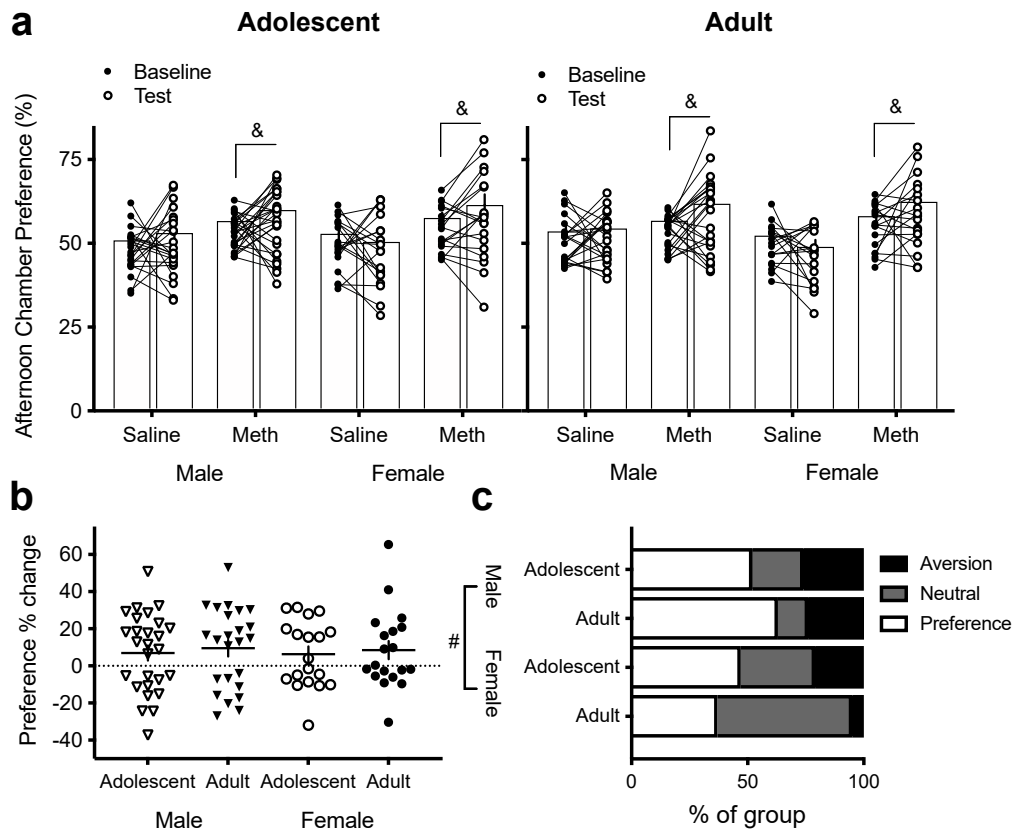 a
Adolescent
Adult
Baseline
Test
Baseline
Test
&
&
&
&
Afternoon Chamber Preference (%)
75
50
25
0
Saline Meth Saline Meth Saline Meth Saline Meth
Male Female Male Female
b
Preference % change
60
40
20
0
-20
-40
Adolescent Adult Adolescent Adult
Male Female
c
#
Male
Female
Adolescent
Adult
Adolescent
Adult
Aversion
Neutral
Preference
0 50 100
% of group